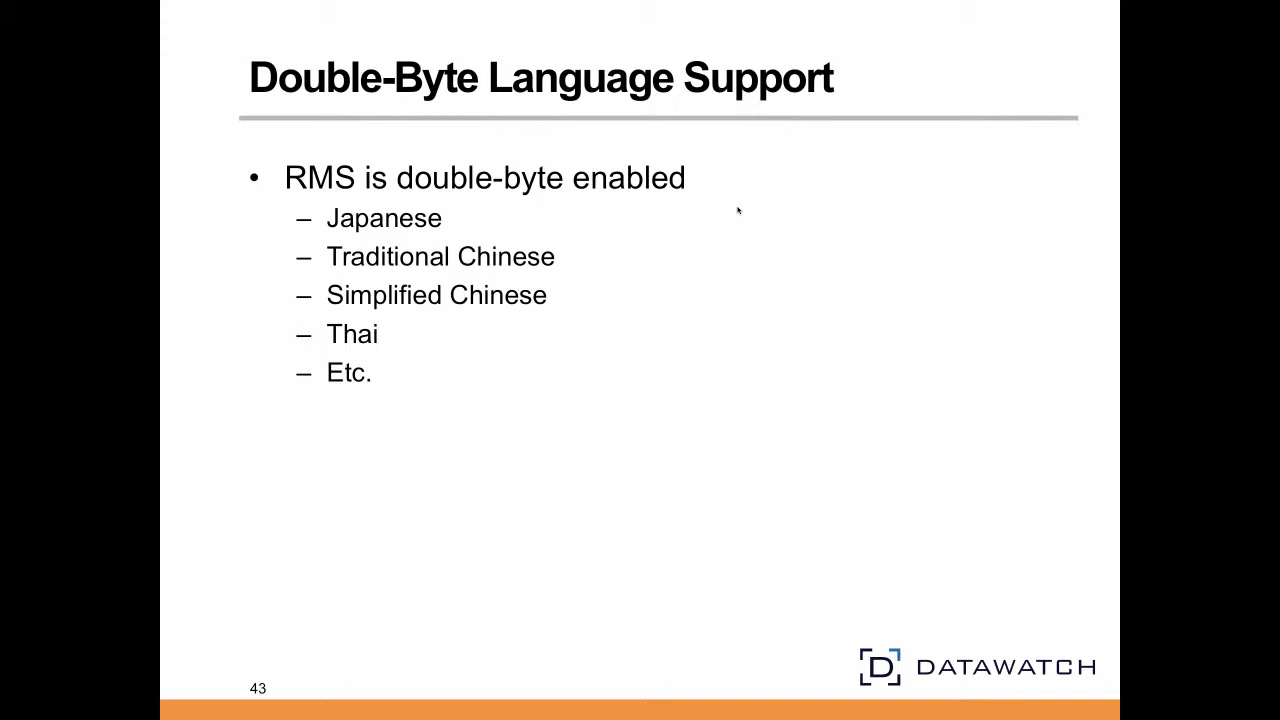 Double-Byte Language Support
• RMS is double-byte enabled
– Japanese
– Traditional Chinese
– Simplified Chinese
– Thai
– Etc.
43
D DATAWATCH